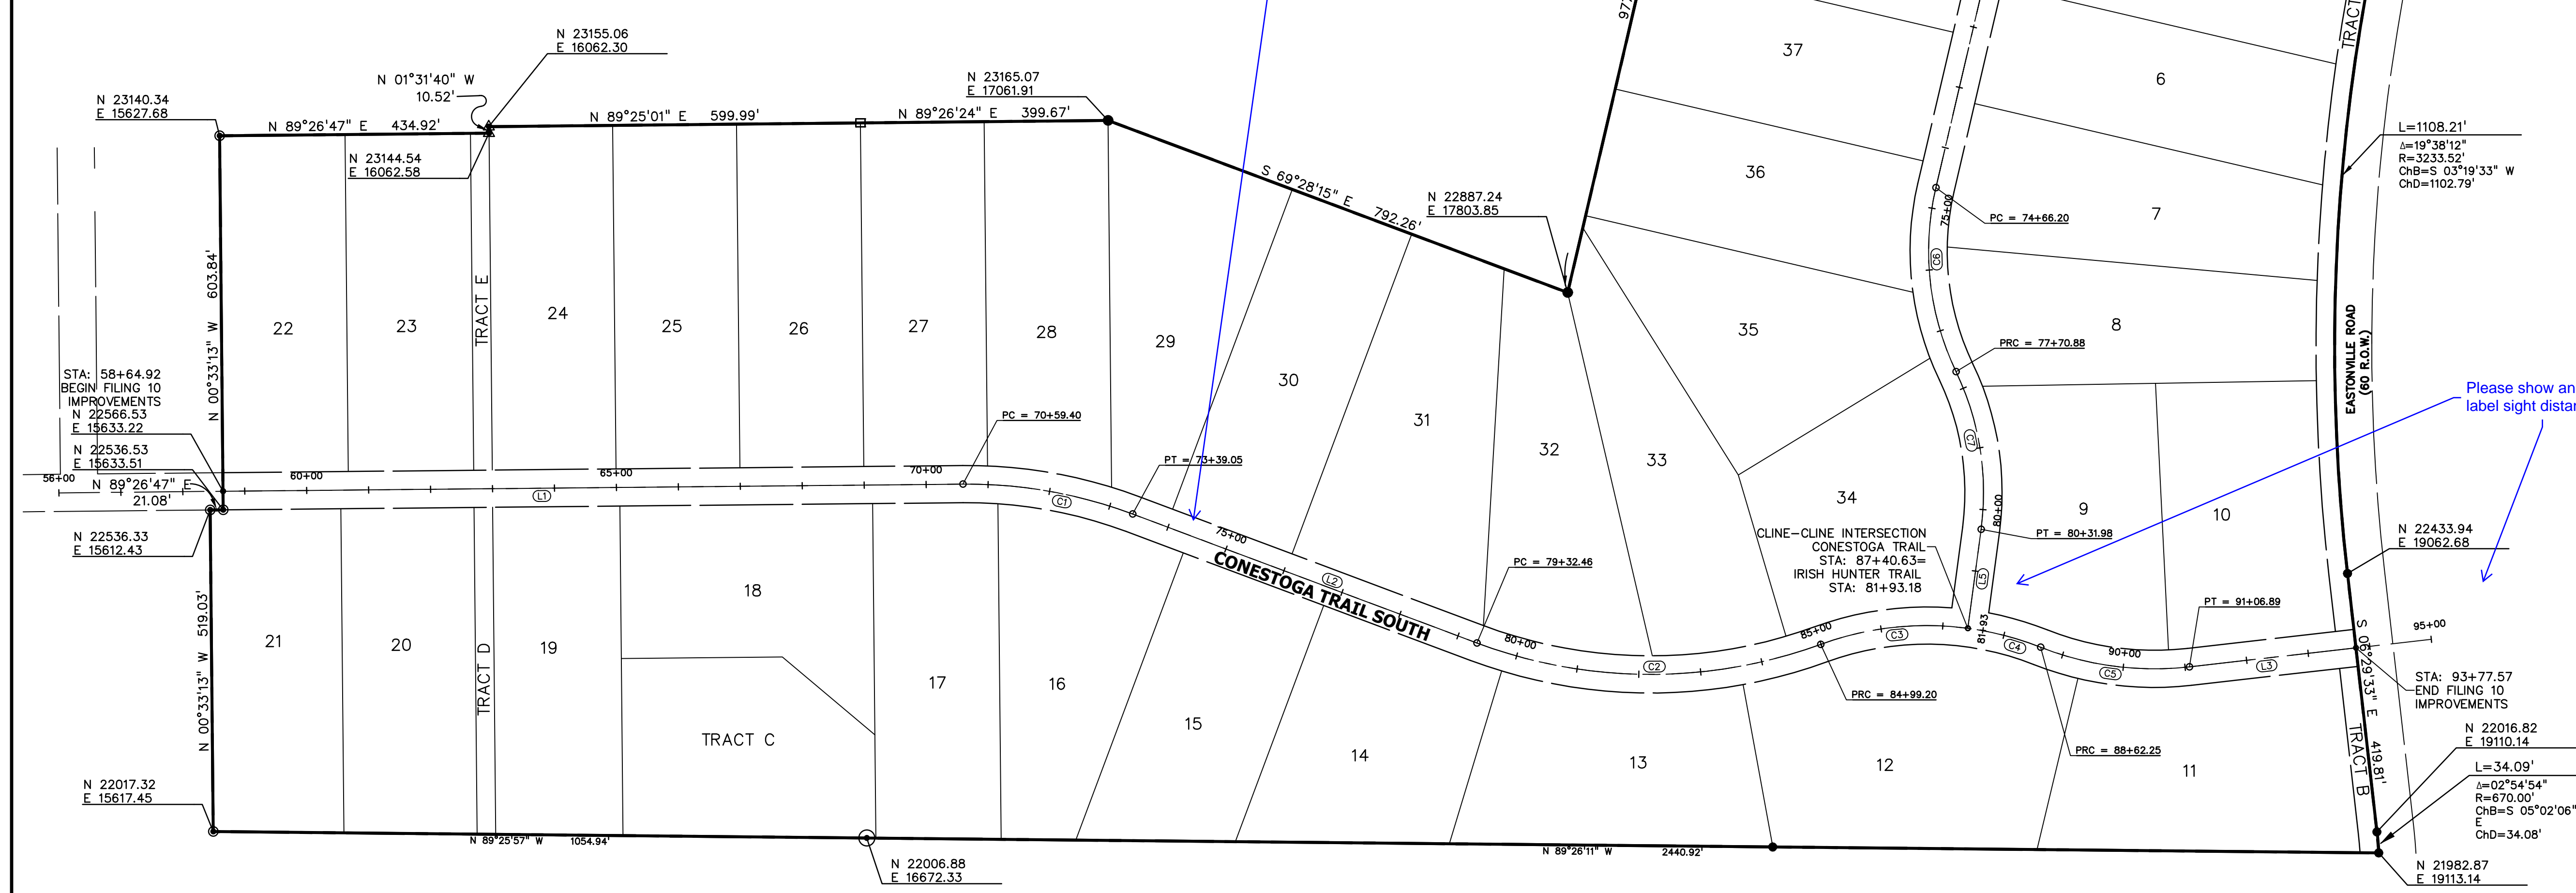 N 23155.06
E 16062.30
N 01°31'40" W
10.52'
N 23140.34
E 15627.68
N 89°26'47" E 434.92'
N 23144.54
E 16062.58
N 89°25'01" E 599.99'
N 23165.07
E 17061.91
N 89°26'24" E 399.67'
S 69°28'15" E 792.26'
N 22887.24
E 17803.85
37
36
35
6
7
8
TRACT
PC = 74+66.20
75+00
C6
PRC = 77+70.88
L=1108.21'
Δ=19°38'12"
R=3233.52'
ChB=S 03°19'33" W
ChD=1102.79'
EASTONVILLE ROAD
(60 R.O.W.)
Please show an
label sight distan
N 00°33'13" W 603.84'
22
23
TRACT E
24
25
26
27
28
29
30
31
32
33
34
9
10
STA: 58+64.92
BEGIN FILING 10
IMPROVEMENTS
N 22566.53
E 15633.22
N 22536.53
E 15633.51
N 89°26'47" E
21.08'
56+00
60+00
L1
65+00
70+00
PC = 70+59.40
C1
PT = 73+39.05
75+00
L2
CONESTOGA TRAIL SOUTH
PC = 79+32.46
80+00
C2
85+00
PRC = 84+99.20
C3
C7
80+00
PT = 80+31.98
L5
CLINE-CLINE INTERSECTION
CONESTOGA TRAIL
STA: 87+40.63=
IRISH HUNTER TRAIL
STA: 81+93.18
81+93
C4
PRC = 88+62.25
90+00
C5
PT = 91+06.89
L3
95+00
N 22433.94
E 19062.68
S 06°29'33" E 419.81'
STA: 93+77.57
END FILING 10
IMPROVEMENTS
N 22536.33
E 15612.43
N 00°33'13" W 519.03'
21
20
TRACT D
19
18
TRACT C
17
16
15
14
13
12
11
TRACT B
N 22016.82
E 19110.14
L=34.09'
Δ=02°54'54"
R=670.00'
ChB=S 05°02'06"
E
ChD=34.08'
N 22017.32
E 15617.45
N 89°25'57" W 1054.94'
N 22006.88
E 16672.33
N 89°26'11" W 2440.92'
N 21982.87
E 19113.14